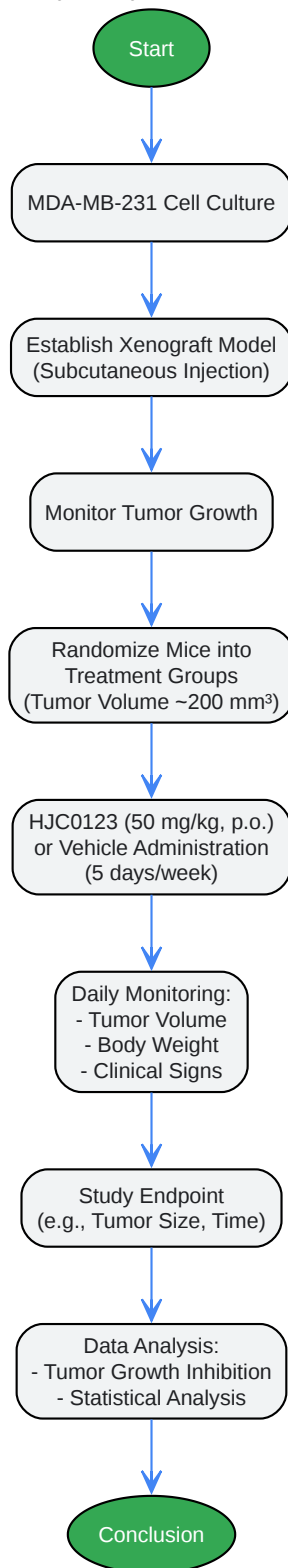 Start
MDA-MB-231 Cell Culture
Establish Xenograft Model
(Subcutaneous Injection)
Monitor Tumor Growth
Randomize Mice into
Treatment Groups
(Tumor Volume ~200 mm³)
HJC0123 (50 mg/kg, p.o.)
or Vehicle Administration
(5 days/week)
Daily Monitoring:
- Tumor Volume
- Body Weight
- Clinical Signs
Study Endpoint
(e.g., Tumor Size, Time)
Data Analysis:
- Tumor Growth Inhibition
- Statistical Analysis
Conclusion